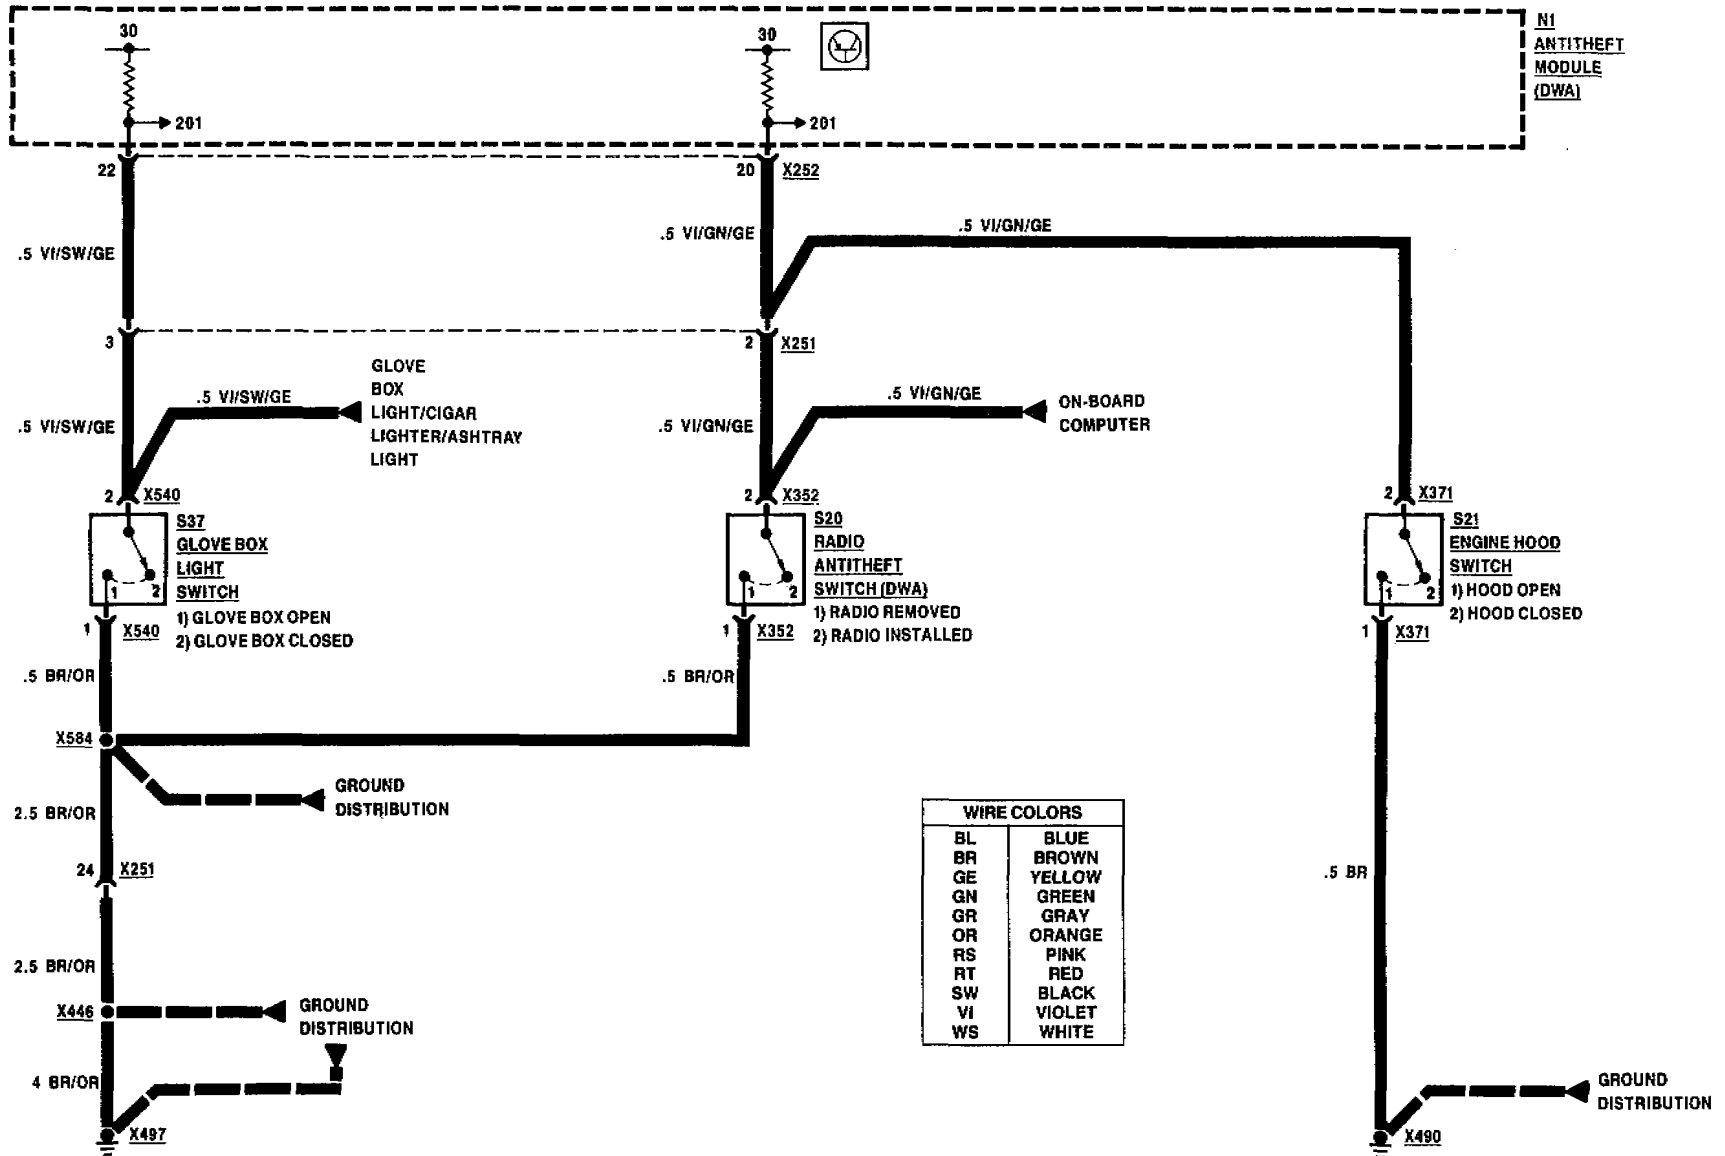 N1
ANTITHEFT
MODULE
(DWA)
30
30
201
201
22
20 X252
.5 VI/SW/GE
.5 VI/GN/GE
.5 VI/GN/GE
3
2 X251
GLOVE
BOX
LIGHT/CIGAR
LIGHTER/ASHTRAY
LIGHT
.5 VI/SW/GE
.5 VI/SW/GE
.5 VI/GN/GE
.5 VI/GN/GE
ON-BOARD
COMPUTER
2 X540
2 X352
2 X371
S37
GLOVE BOX
LIGHT
SWITCH
1) GLOVE BOX OPEN
2) GLOVE BOX CLOSED
1 2
S20
RADIO
ANTITHEFT
SWITCH (DWA)
1) RADIO REMOVED
2) RADIO INSTALLED
1 2
S21
ENGINE HOOD
SWITCH
1) HOOD OPEN
2) HOOD CLOSED
1 2
1 X540
1 X352
1 X371
.5 BR/OR
.5 BR/OR
X584
GROUND
DISTRIBUTION
2.5 BR/OR
24 X251
2.5 BR/OR
X446
GROUND
DISTRIBUTION
4 BR/OR
X497
WIRE COLORS
BL BLUE
BR BROWN
GE YELLOW
GN GREEN
GR GRAY
OR ORANGE
RS PINK
RT RED
SW BLACK
VI VIOLET
WS WHITE
.5 BR
GROUND
DISTRIBUTION
X490